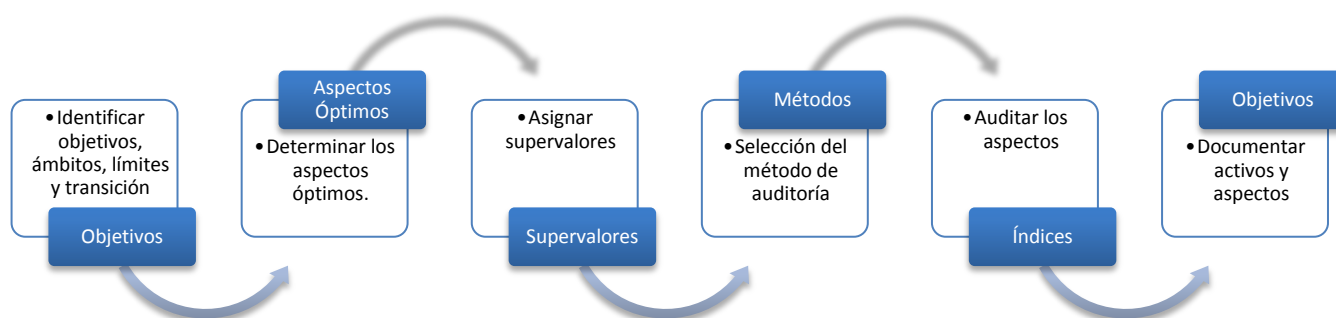 •Identificar
objetivos,
ámbitos, límites
y transición
Objetivos
Aspectos
Óptimos
•Determinar los
aspectos
óptimos.
•Asignar
supervalores
Supervalores
Métodos
•Selección del
método de
auditoría
•Auditar los
aspectos
Índices
Objetivos
•Documentar
activos y
aspectos